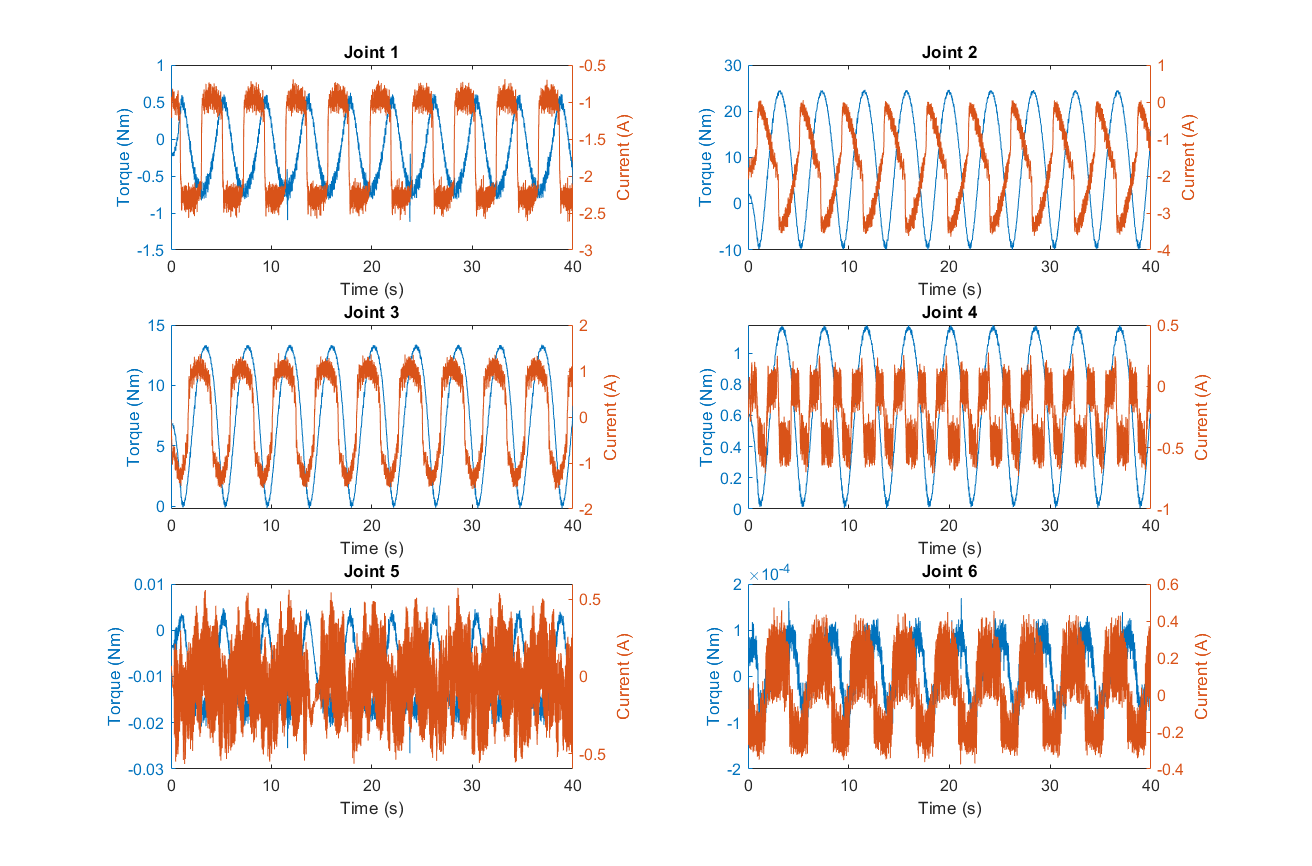 Joint 1
Torque (Nm)
1
0.5
0
-0.5
-1
-1.5
-0.5
-1
-1.5
-2
-2.5
-3
Current (A)
0 10 20 30 40
Time (s)
Joint 2
Torque (Nm)
30
20
10
0
-10
1
0
-1
-2
-3
-4
Current (A)
0 10 20 30 40
Time (s)
Joint 3
Torque (Nm)
15
10
5
0
2
1
0
-1
-2
Current (A)
0 10 20 30 40
Time (s)
Joint 4
Torque (Nm)
1
0.8
0.6
0.4
0.2
0
0.5
0
-0.5
-1
Current (A)
0 10 20 30 40
Time (s)
Joint 5
Torque (Nm)
0.01
0
-0.01
-0.02
-0.03
0.5
0
-0.5
Current (A)
0 10 20 30 40
Time (s)
Joint 6
×10⁻⁴
Torque (Nm)
2
1
0
-1
-2
0.6
0.4
0.2
0
-0.2
-0.4
Current (A)
0 10 20 30 40
Time (s)